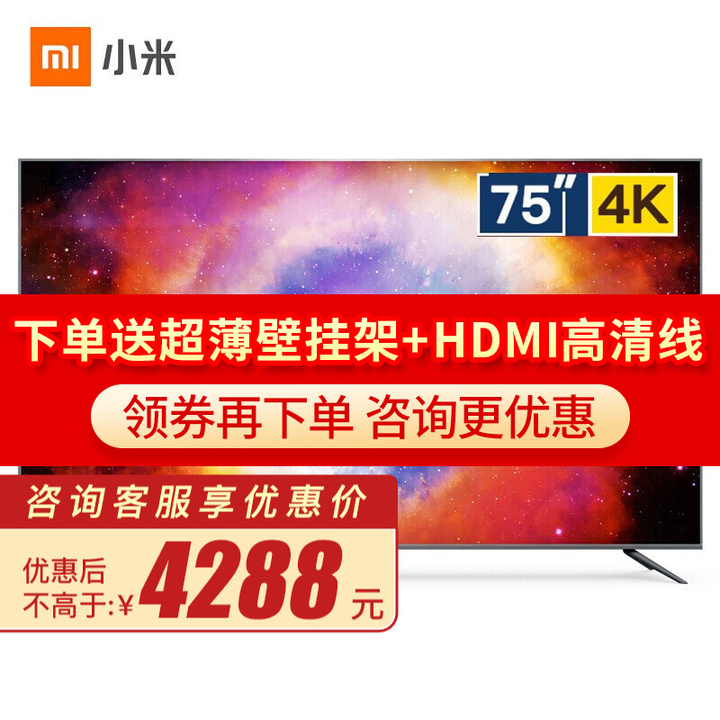 mi 小米
75" 4K
下单送超薄壁挂架+HDMI高清线
领券再下单 咨询更优惠
咨询客服享优惠价
优惠后
不高于:¥4288元